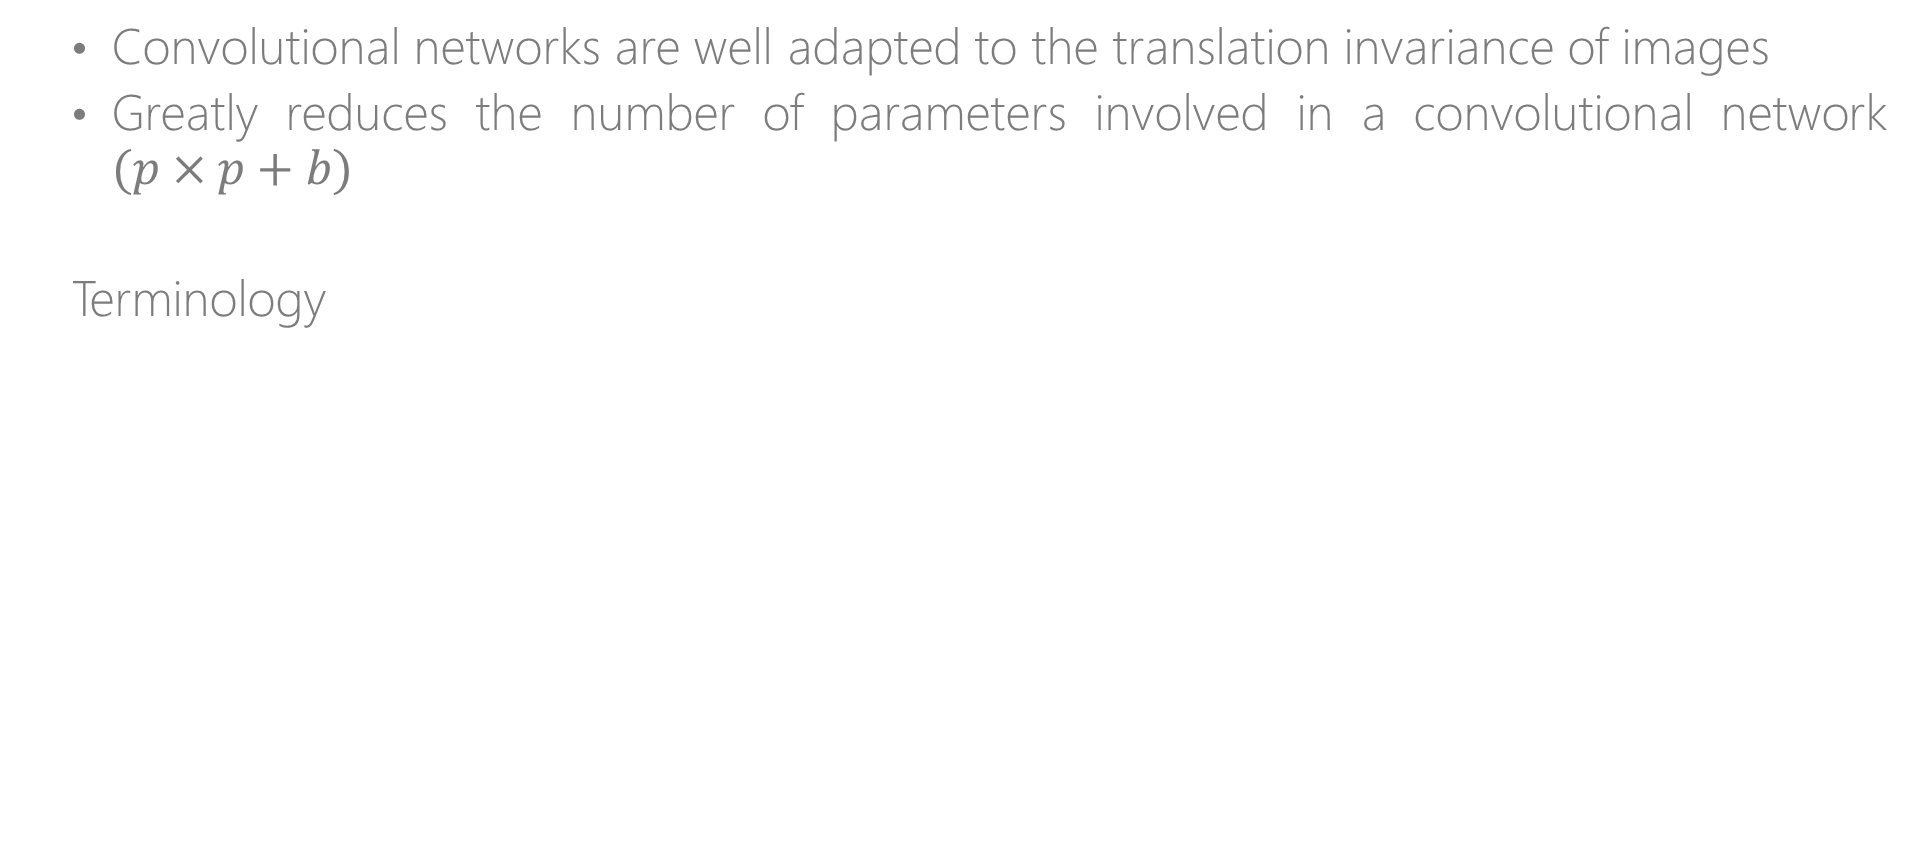 • Convolutional networks are well adapted to the translation invariance of images
• Greatly reduces the number of parameters involved in a convolutional network
(𝑝 × 𝑝 + 𝑏)
Terminology